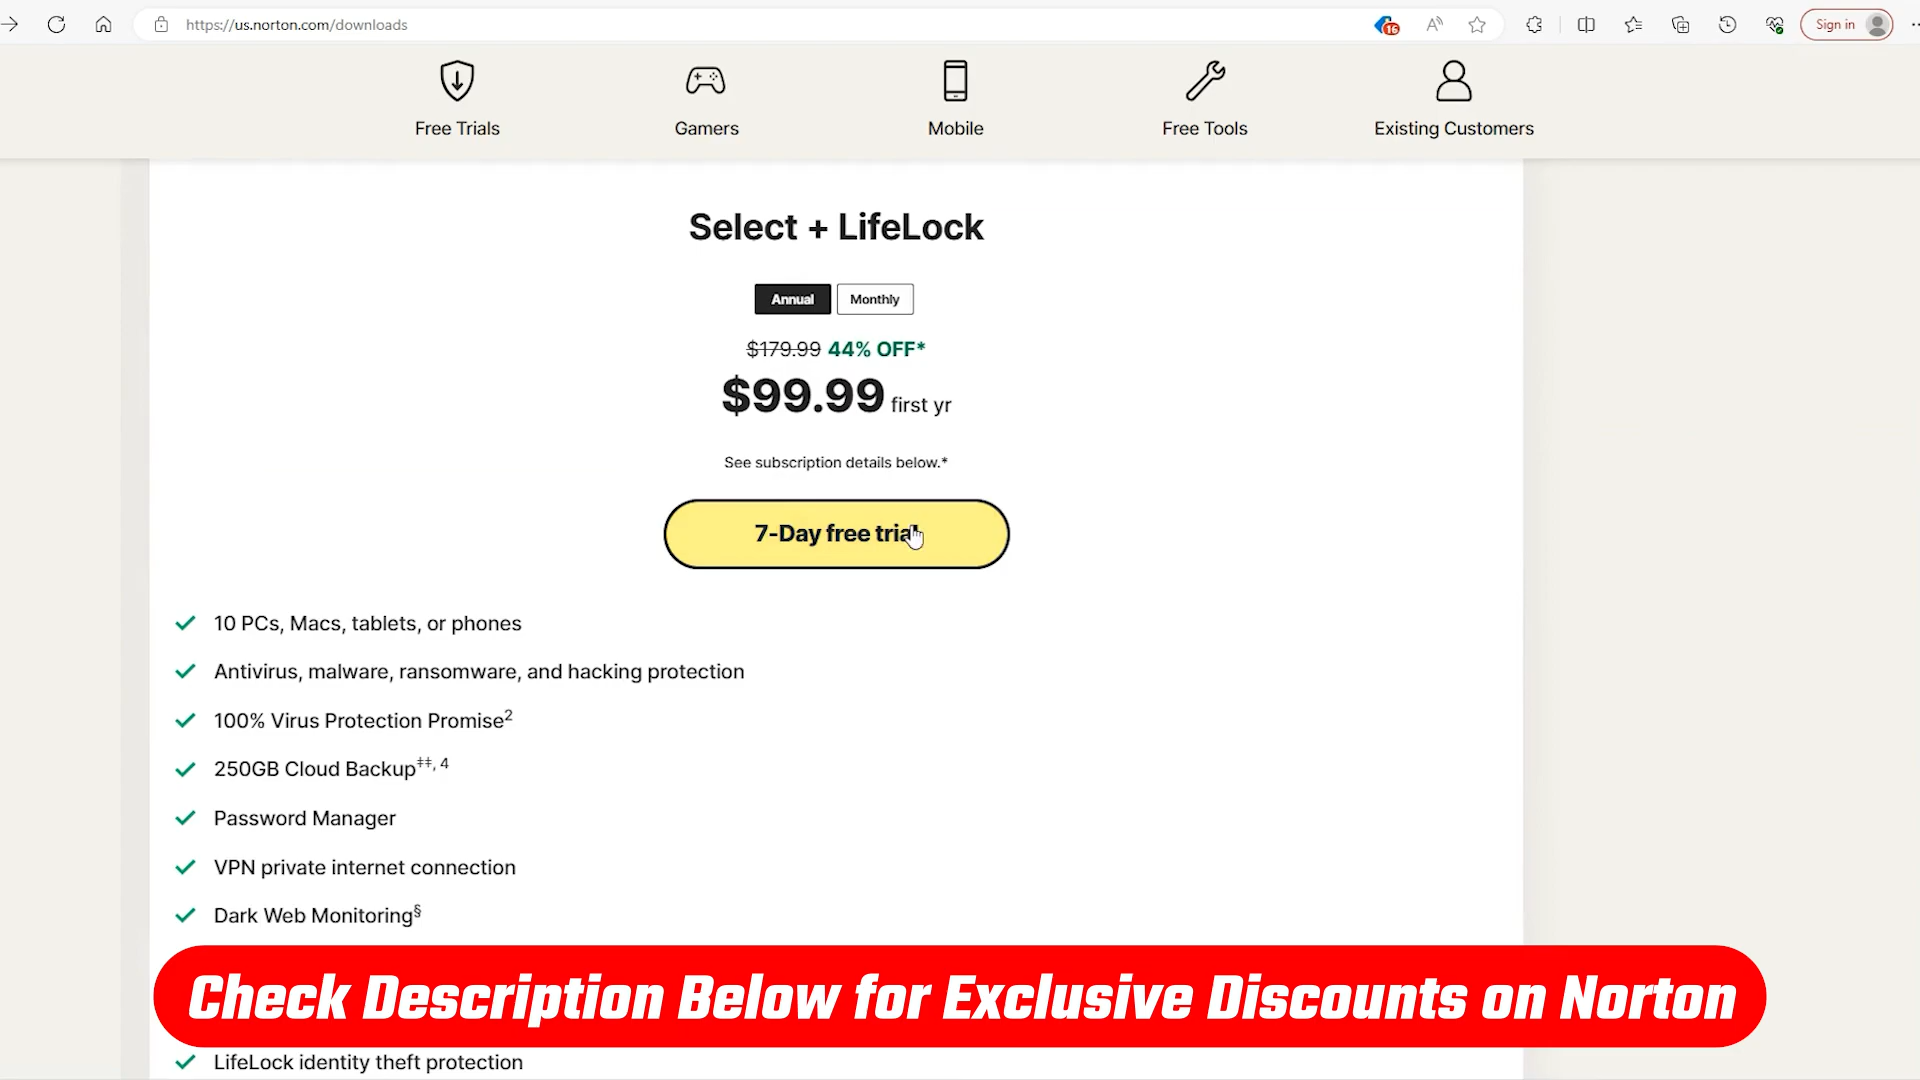 https://us.norton.com/downloads
16
Sign in
Free Trials
Gamers
Mobile
Free Tools
Existing Customers
Select + LifeLock
Annual
Monthly
$179.99 44% OFF*
$99.99 first yr
See subscription details below.*
7-Day free trial
10 PCs, Macs, tablets, or phones
Antivirus, malware, ransomware, and hacking protection
100% Virus Protection Promise²
250GB Cloud Backup‡‡, 4
Password Manager
VPN private internet connection
Dark Web Monitoring§
Check Description Below for Exclusive Discounts on Norton
LifeLock identity theft protection